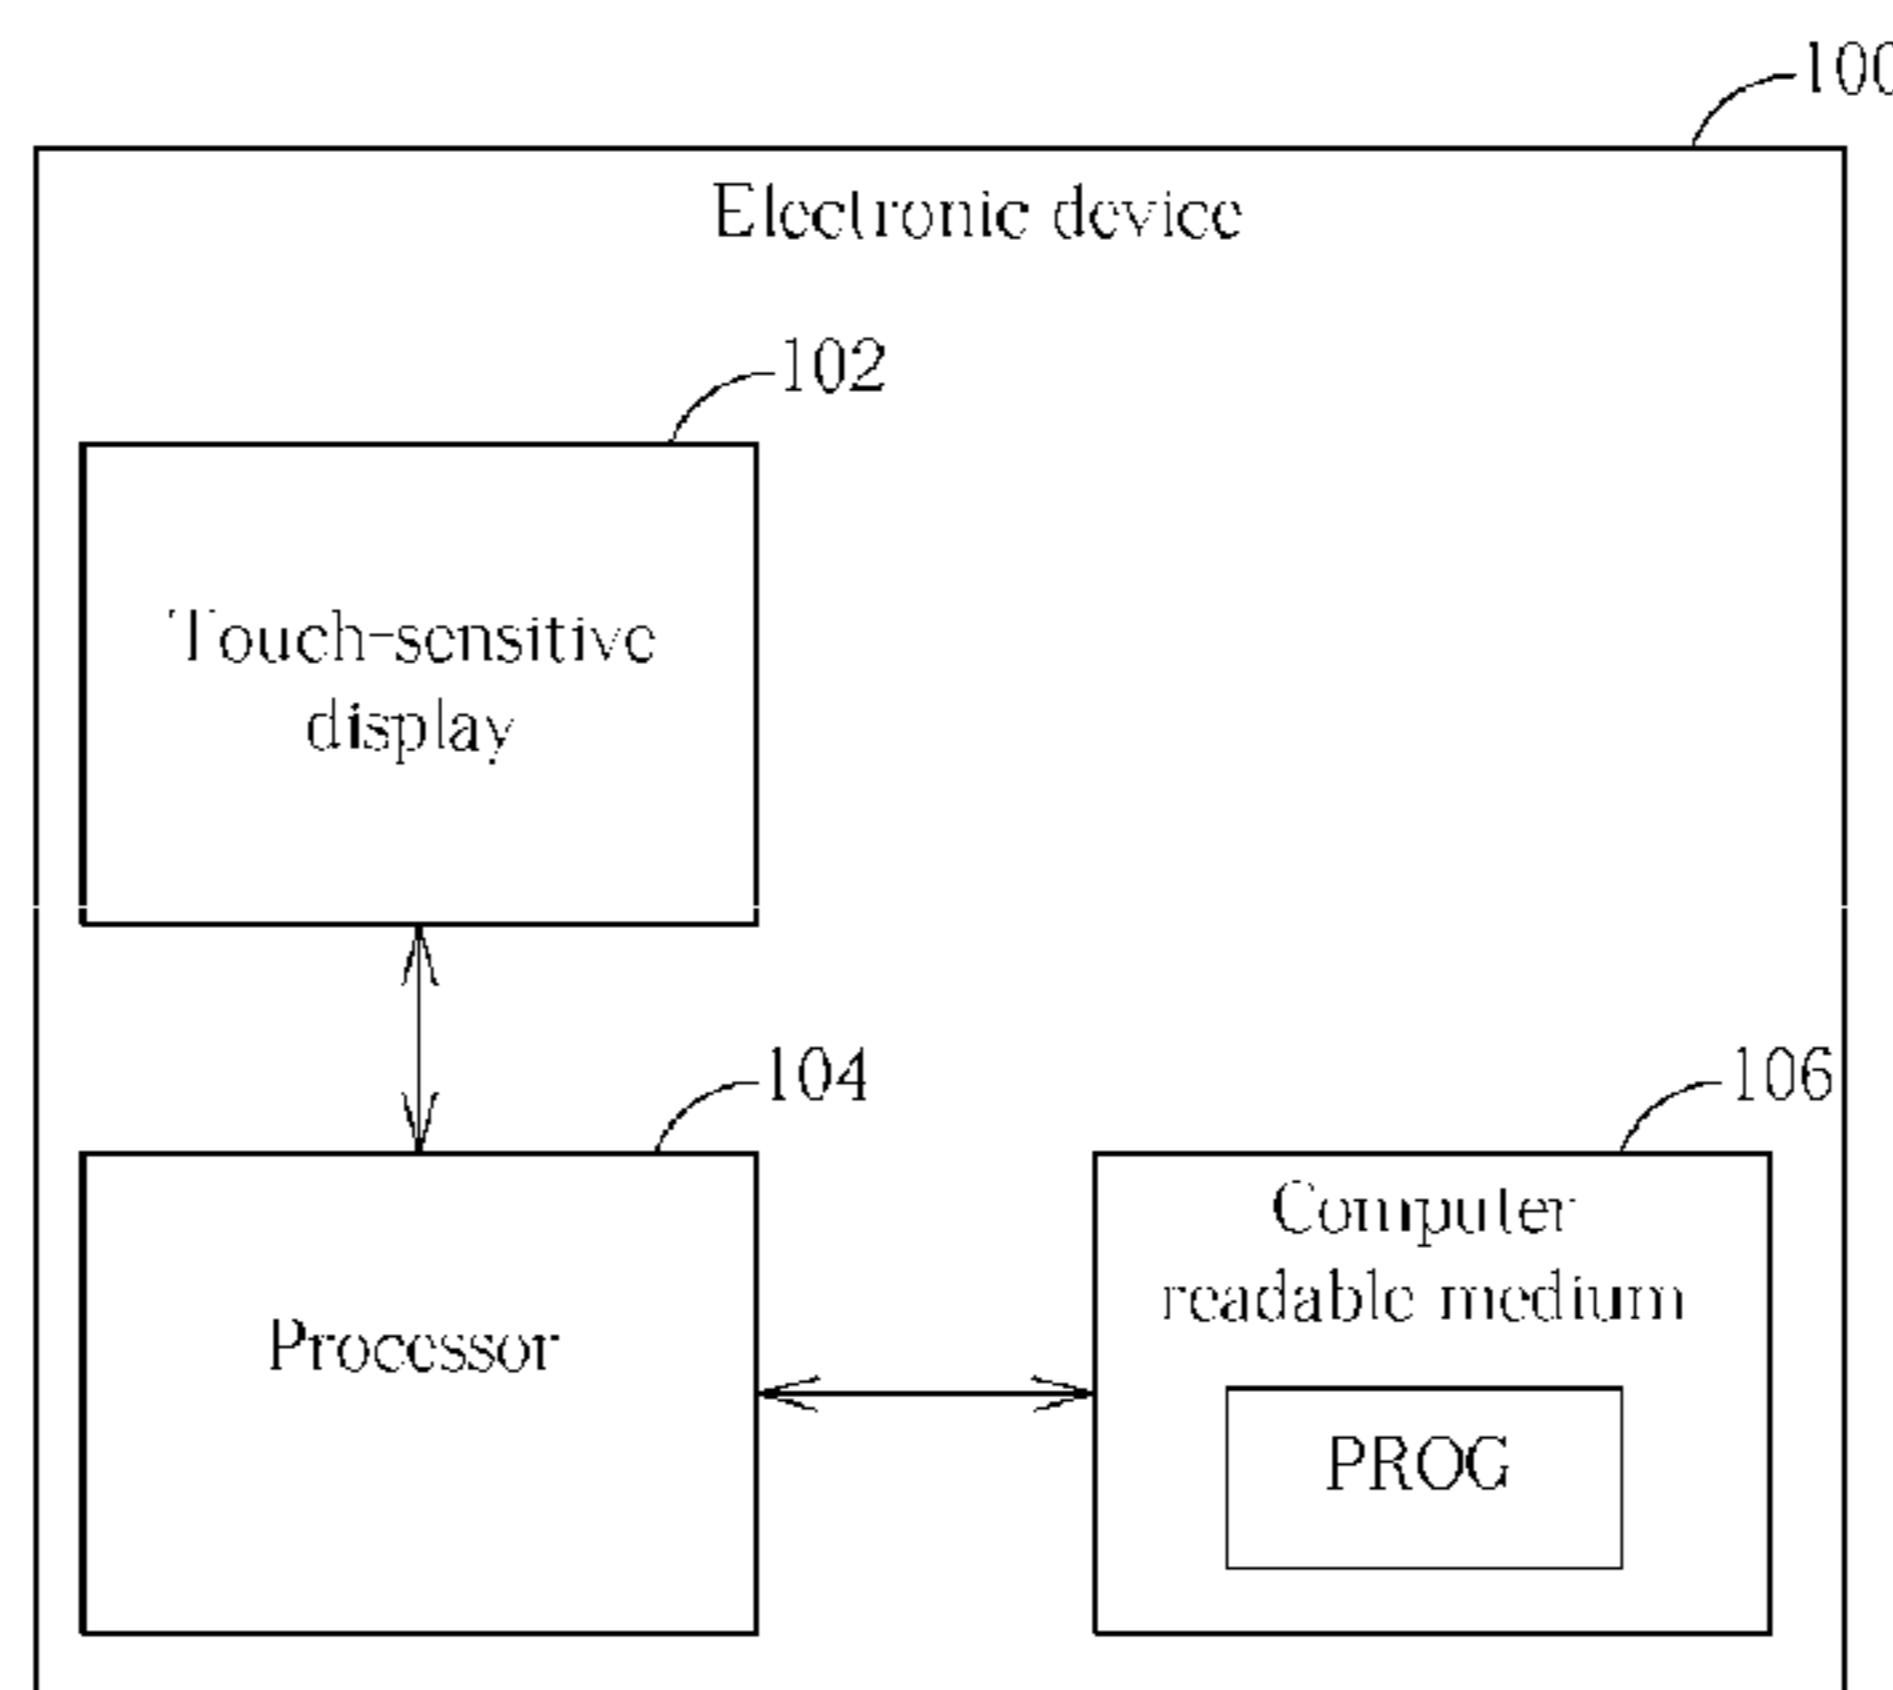 100
Electronic device
102
Touch-sensitive
display
104
106
Processor
Computer
readable medium
PROG